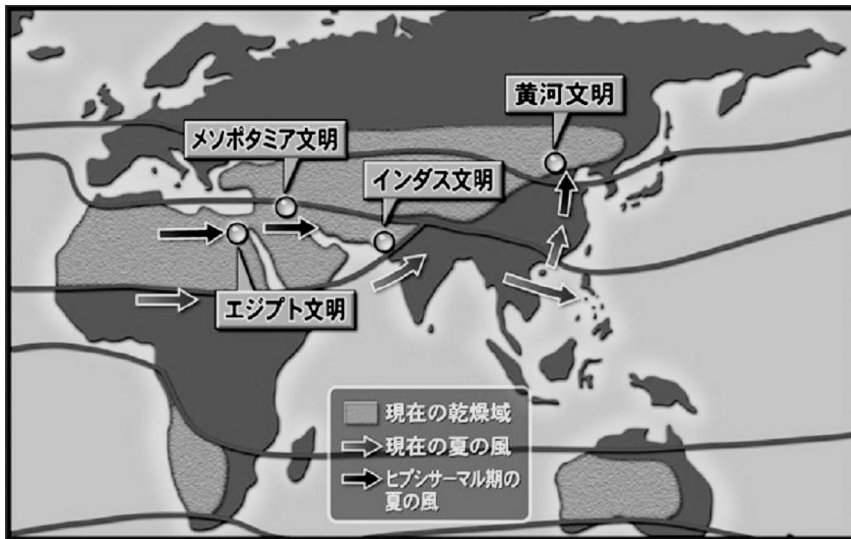 黄河文明
メソポタミア文明
インダス文明
エジプト文明
現在の乾燥域
現在の夏の風
ヒプシサーマル期の
夏の風